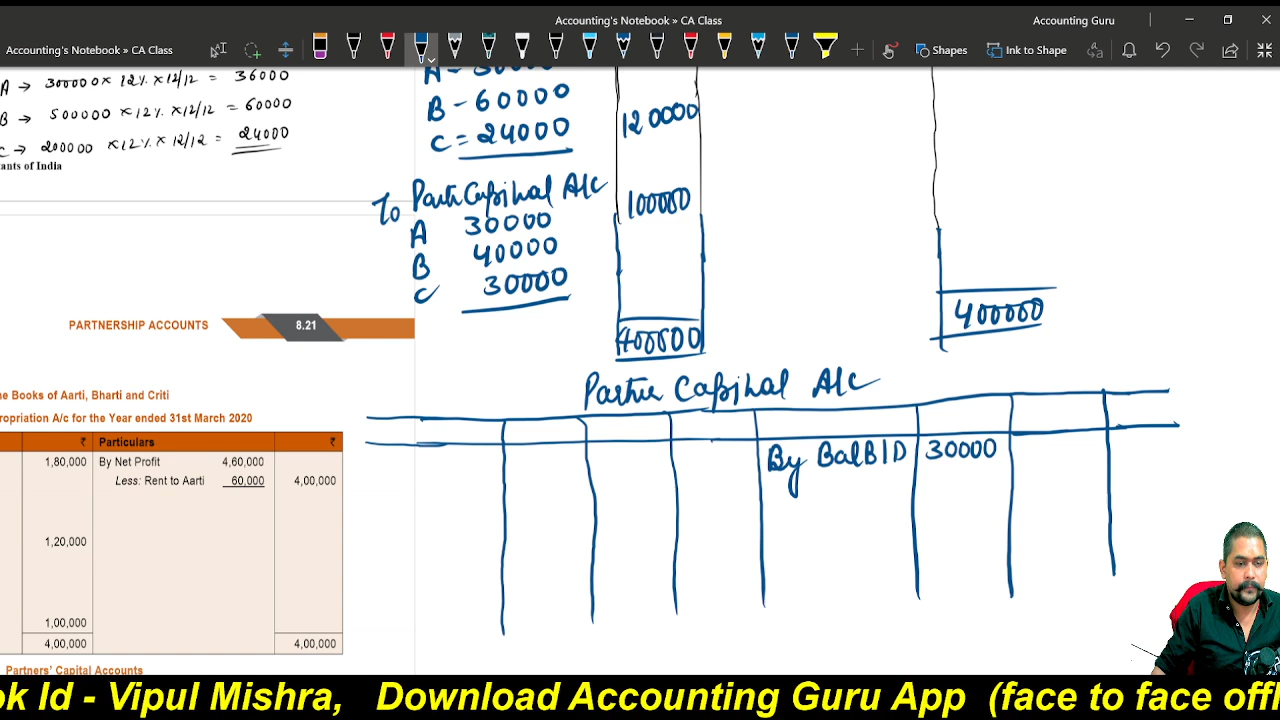 Accounting's Notebook » CA Class
Accounting Guru
Accounting's Notebook » CA Class
Shapes
Ink to Shape
A → 300000 × 12% × 12/12 = 36000
B → 500000 × 12% × 12/12 = 60000
C → 200000 × 12% × 12/12 = 24000
ants of India
B - 60000
C = 24000
120000
To Partn Capital A/c
100000
A 30000
B 40000
C 30000
400000
400000
PARTNERSHIP ACCOUNTS 8.21
he Books of Aarti, Bharti and Criti
ropriation A/c for the Year ended 31st March 2020
₹ Particulars ₹
1,80,000 By Net Profit 4,60,000
Less: Rent to Aarti 60,000 4,00,000
1,20,000
1,00,000
4,00,000 4,00,000
Partners' Capital Accounts
Partner Capital A/c
By Bal B/D 30000
ok Id - Vipul Mishra, Download Accounting Guru App (face to face offl